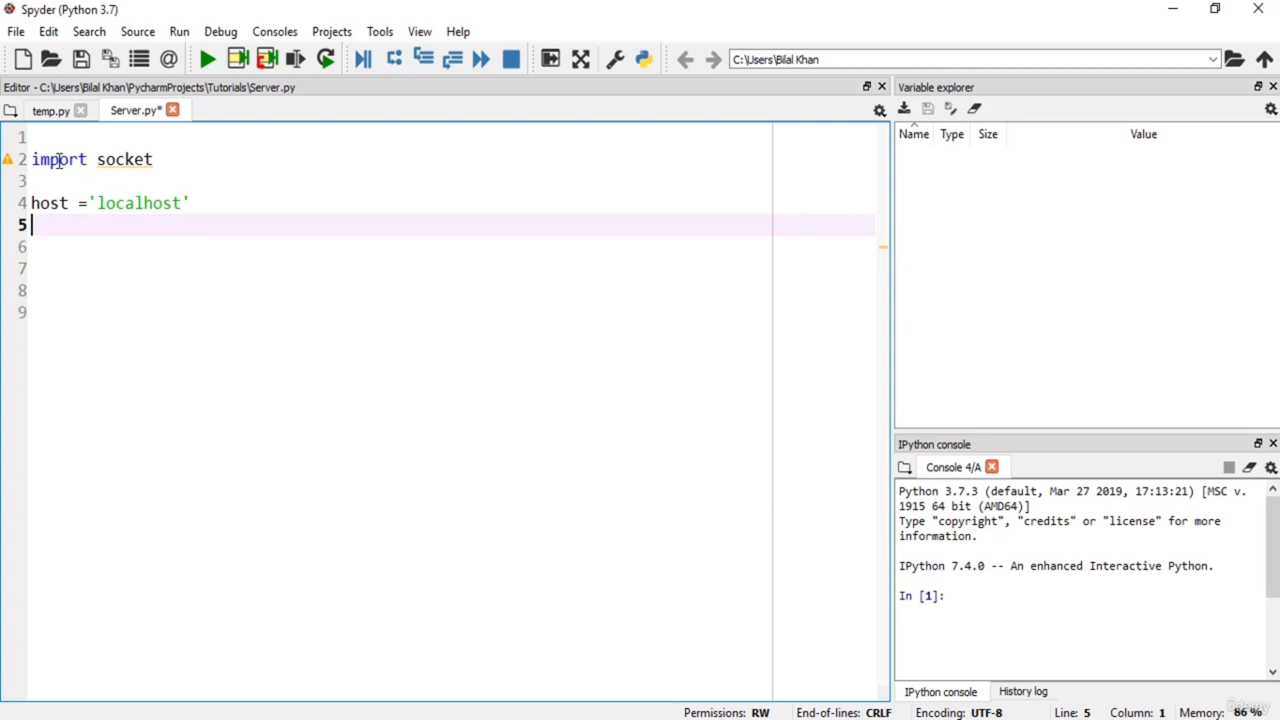 Spyder (Python 3.7)
File Edit Search Source Run Debug Consoles Projects Tools View Help
C:\Users\Bilal Khan
Editor - C:\Users\Bilal Khan\PycharmProjects\Tutorials\Server.py
temp.py
Server.py*
1
2 import socket
3
4 host ='localhost'
5
6
7
8
9
Variable explorer
Name Type Size Value
IPython console
Console 4/A
Python 3.7.3 (default, Mar 27 2019, 17:13:21) [MSC v.
1915 64 bit (AMD64)]
Type "copyright", "credits" or "license" for more
information.
IPython 7.4.0 -- An enhanced Interactive Python.
In [1]:
IPython console History log
Permissions: RW End-of-lines: CRLF Encoding: UTF-8 Line: 5 Column: 1 Memory: 86 %
ûdemy